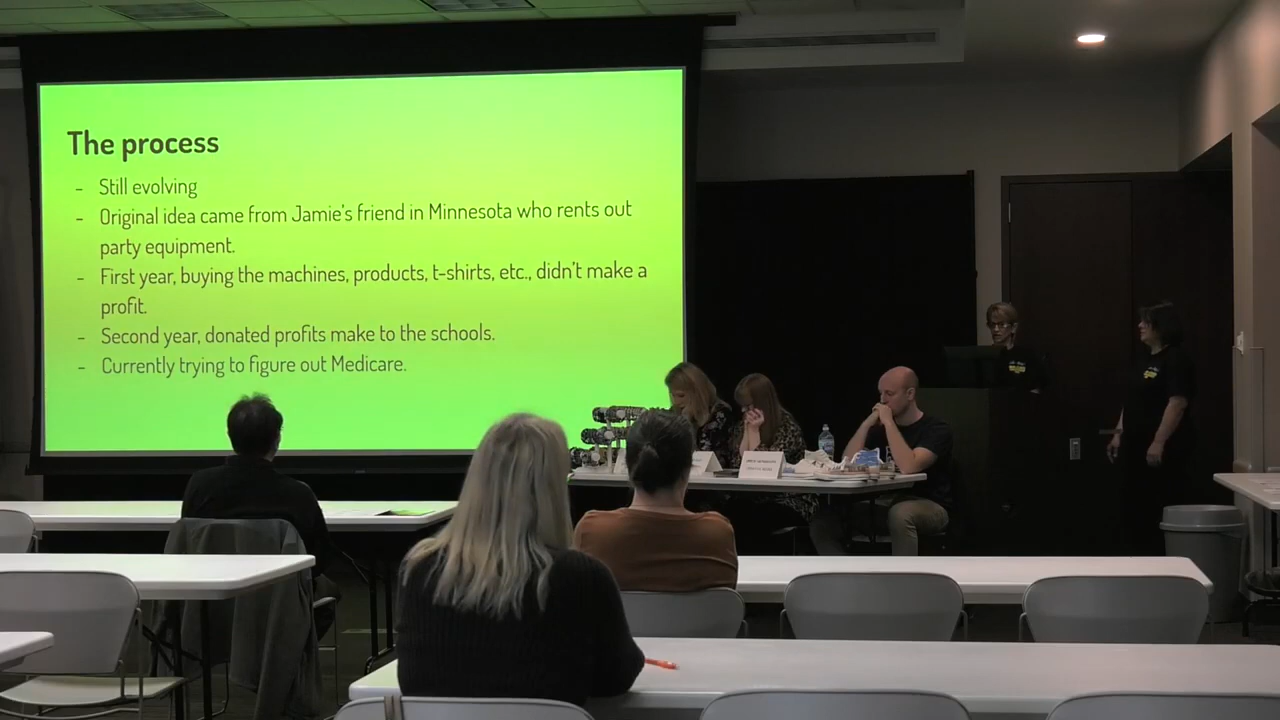 The process
- Still evolving
- Original idea came from Jamie's friend in Minnesota who rents out
party equipment.
- First year, buying the machines, products, t-shirts, etc., didn't make a
profit.
- Second year, donated profits make to the schools.
- Currently trying to figure out Medicare.